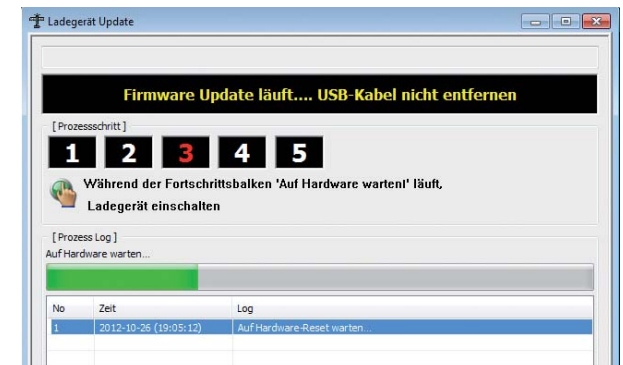 Ladegerät Update
Firmware Update läuft.... USB-Kabel nicht entfernen
[ Prozessschritt ]
1 2 3 4 5
Während der Fortschrittsbalken 'Auf Hardware warten!' läuft,
Ladegerät einschalten
[ Prozess Log ]
Auf Hardware warten...
No Zeit Log
1 2012-10-26 (19:05:12) Auf Hardware-Reset warten...